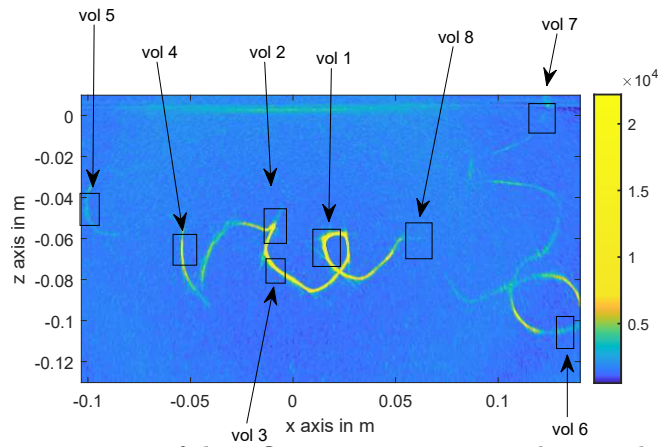 vol 5
vol 4
vol 2
vol 1
vol 8
vol 7
×10⁴
0
-0.02
-0.04
-0.06
-0.08
-0.1
-0.12
z axis in m
-0.1
-0.05
0
0.05
0.1
x axis in m
2
1.5
1
0.5
vol 3
vol 6